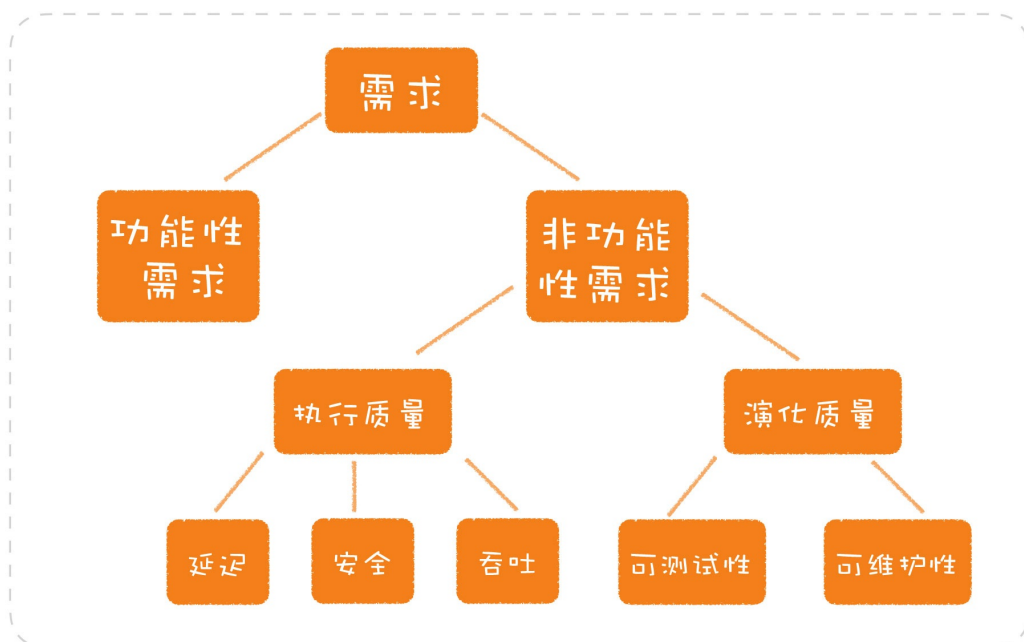 需求
功能性
需求
非功能
性需求
执行质量
演化质量
延迟
安全
吞吐
可测试性
可维护性